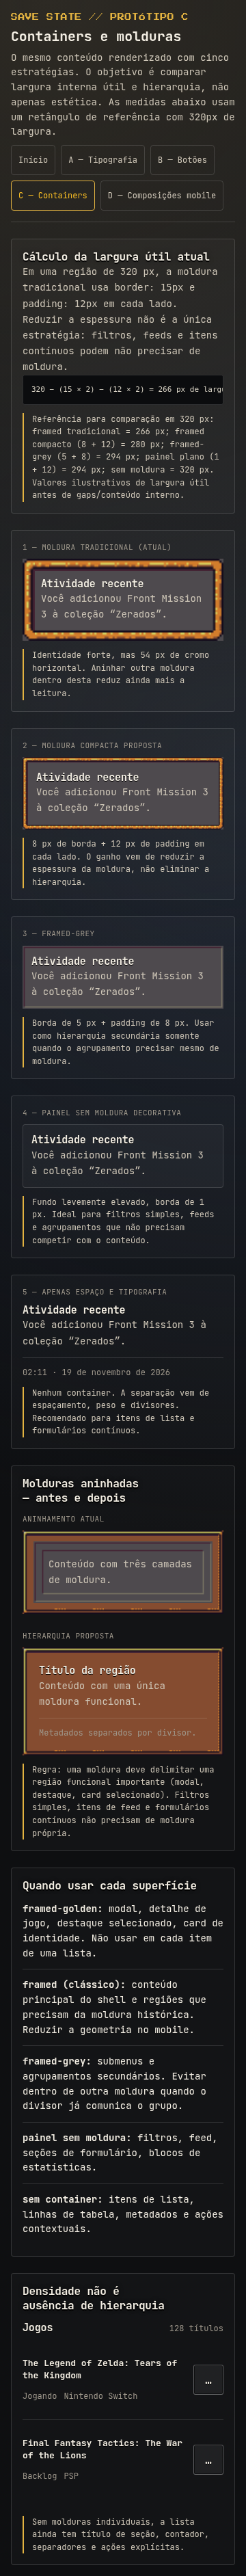 SAVE STATE // PROTóTIPO C
Containers e molduras
O mesmo conteúdo renderizado com cinco
estratégias. O objetivo é comparar
largura interna útil e hierarquia, não
apenas estética. As medidas abaixo usam
um retângulo de referência com 320px de
largura.
Início
A — Tipografia
B — Botões
C — Containers
D — Composições mobile
Cálculo da largura útil atual
Em uma região de 320 px, a moldura
tradicional usa border: 15px e
padding: 12px em cada lado.
Reduzir a espessura não é a única
estratégia: filtros, feeds e itens
contínuos podem não precisar de
moldura.
320 − (15 × 2) − (12 × 2) = 266 px de larg
Referência para comparação em 320 px:
framed tradicional = 266 px; framed
compacto (8 + 12) = 280 px; framed-
grey (5 + 8) = 294 px; painel plano (1
+ 12) = 294 px; sem moldura = 320 px.
Valores ilustrativos de largura útil
antes de gaps/conteúdo interno.
1 — MOLDURA TRADICIONAL (ATUAL)
Atividade recente
Você adicionou Front Mission
3 à coleção “Zerados”.
Identidade forte, mas 54 px de cromo
horizontal. Aninhar outra moldura
dentro desta reduz ainda mais a
leitura.
2 — MOLDURA COMPACTA PROPOSTA
Atividade recente
Você adicionou Front Mission 3
à coleção “Zerados”.
8 px de borda + 12 px de padding em
cada lado. O ganho vem de reduzir a
espessura da moldura, não eliminar a
hierarquia.
3 — FRAMED-GREY
Atividade recente
Você adicionou Front Mission 3
à coleção “Zerados”.
Borda de 5 px + padding de 8 px. Usar
como hierarquia secundária somente
quando o agrupamento precisar mesmo de
moldura.
4 — PAINEL SEM MOLDURA DECORATIVA
Atividade recente
Você adicionou Front Mission 3
à coleção “Zerados”.
Fundo levemente elevado, borda de 1
px. Ideal para filtros simples, feeds
e agrupamentos que não precisam
competir com o conteúdo.
5 — APENAS ESPAÇO E TIPOGRAFIA
Atividade recente
Você adicionou Front Mission 3 à
coleção “Zerados”.
02:11 · 19 de novembro de 2026
Nenhum container. A separação vem de
espaçamento, peso e divisores.
Recomendado para itens de lista e
formulários contínuos.
Molduras aninhadas
— antes e depois
ANINHAMENTO ATUAL
Conteúdo com três camadas
de moldura.
HIERARQUIA PROPOSTA
Título da região
Conteúdo com uma única
moldura funcional.
Metadados separados por divisor.
Regra: uma moldura deve delimitar uma
região funcional importante (modal,
destaque, card selecionado). Filtros
simples, itens de feed e formulários
contínuos não precisam de moldura
própria.
Quando usar cada superfície
framed-golden: modal, detalhe de
jogo, destaque selecionado, card de
identidade. Não usar em cada item
de uma lista.
framed (clássico): conteúdo
principal do shell e regiões que
precisam da moldura histórica.
Reduzir a geometria no mobile.
framed-grey: submenus e
agrupamentos secundários. Evitar
dentro de outra moldura quando o
divisor já comunica o grupo.
painel sem moldura: filtros, feed,
seções de formulário, blocos de
estatísticas.
sem container: itens de lista,
linhas de tabela, metadados e ações
contextuais.
Densidade não é
ausência de hierarquia
Jogos
128 títulos
The Legend of Zelda: Tears of
the Kingdom
…
Jogando Nintendo Switch
Final Fantasy Tactics: The War
of the Lions
…
Backlog PSP
Sem molduras individuais, a lista
ainda tem título de seção, contador,
separadores e ações explícitas.